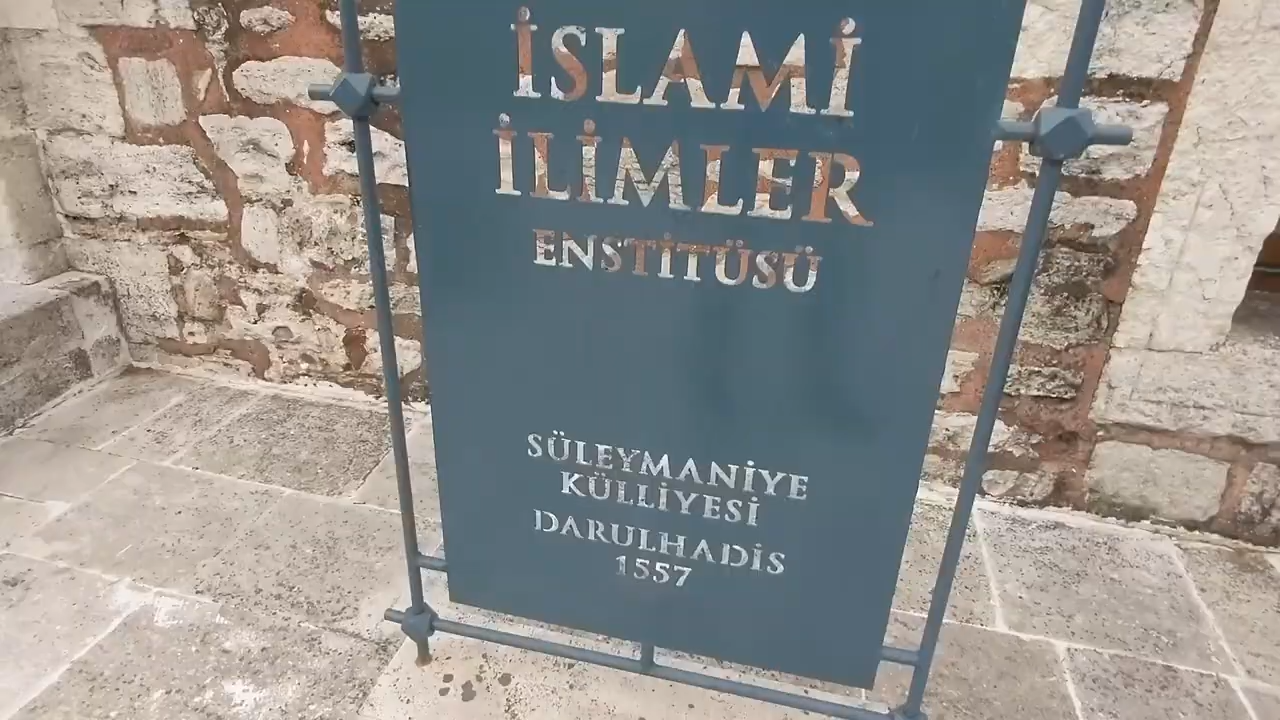 İSLAMİ
İLİMLER
ENSTİTÜSÜ
SÜLEYMANİYE
KÜLLİYESİ
DARULHADİS
1557